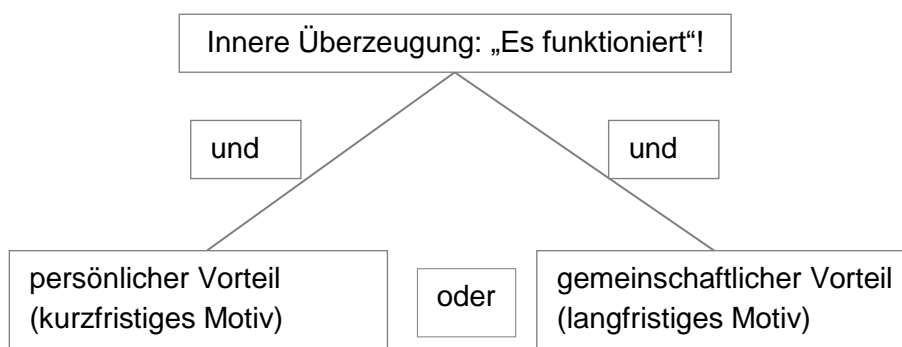 Innere Überzeugung: „Es funktioniert“!
und
und
persönlicher Vorteil
(kurzfristiges Motiv)
oder
gemeinschaftlicher Vorteil
(langfristiges Motiv)